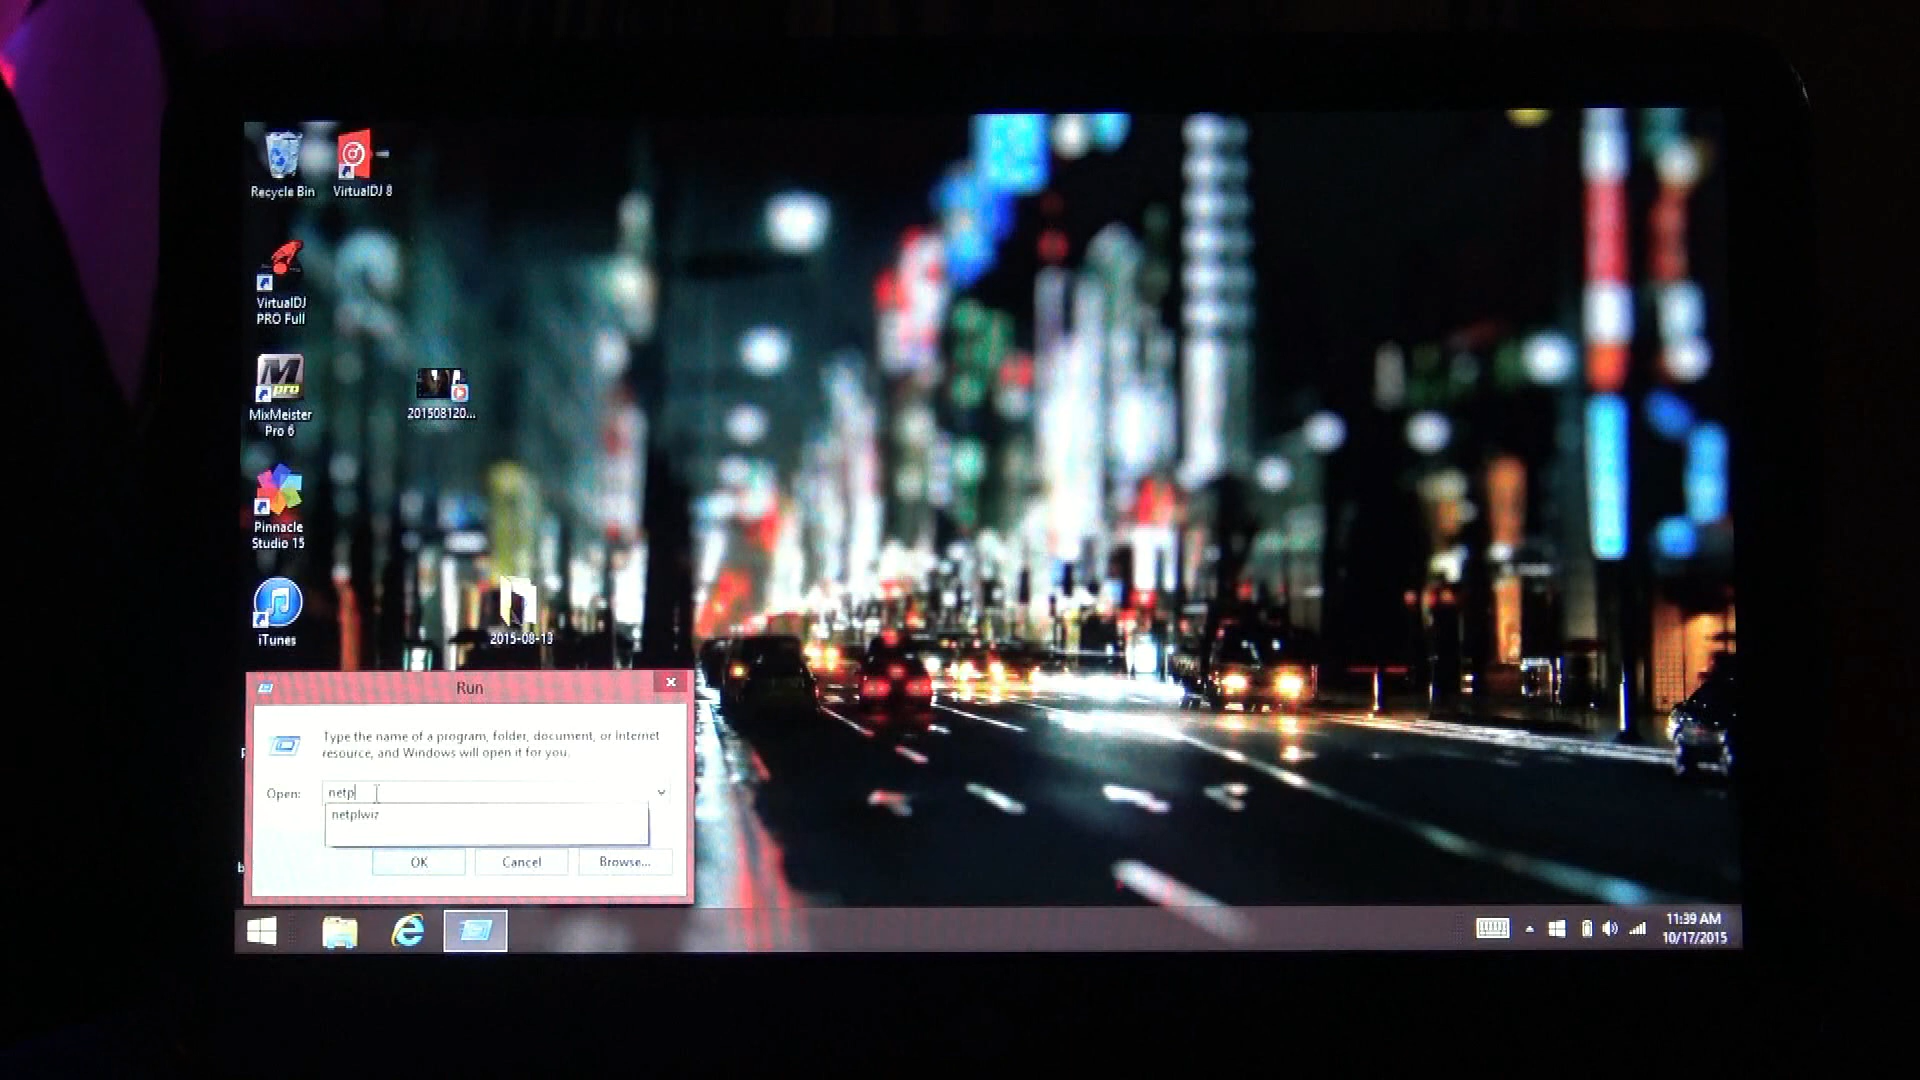 Recycle Bin
VirtualDJ 8
VirtualDJ
PRO Full
M
pro
MixMeister
Pro 6
201508120...
Pinnacle
Studio 15
iTunes
2015-08-13
Run
Type the name of a program, folder, document, or Internet
resource, and Windows will open it for you.
Open:
netp
netplwiz
OK
Cancel
Browse...
11:39 AM
10/17/2015